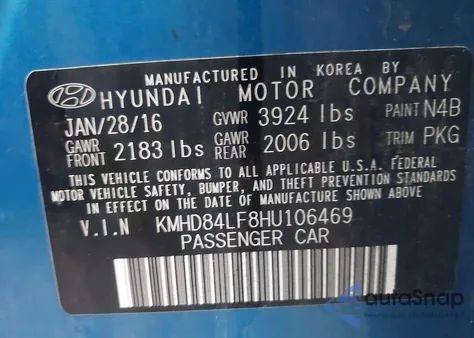 MANUFACTURED IN KOREA BY
HYUNDAI MOTOR COMPANY
JAN/28/16 GVWR 3924 lbs PAINT N4B
GAWR FRONT 2183 lbs GAWR REAR 2006 lbs TRIM PKG
THIS VEHICLE CONFORMS TO ALL APPLICABLE U.S.A. FEDERAL
MOTOR VEHICLE SAFETY, BUMPER, AND THEFT PREVENTION STANDARDS
IN EFFECT ON THE DATE OF MANUFACTURE SHOWN ABOVE.
V.I.N KMHD84LF8HU106469
PASSENGER CAR
autoSnap